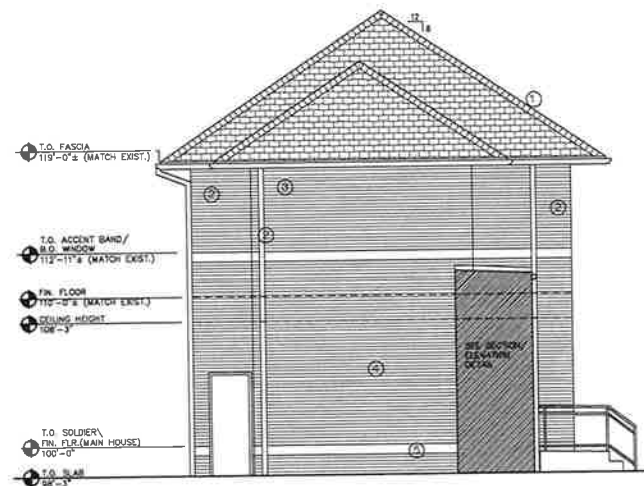 12
8
1
T.O. FASCIA
119'-0"± (MATCH EXIST.)
2
3
2
2
T.O. ACCENT BAND/
B.O. WINDOW
112'-11"± (MATCH EXIST.)
FIN. FLOOR
110'-0"± (MATCH EXIST.)
CEILING HEIGHT
108'-3"
SEE SECTION/
ELEVATION
DETAIL
4
T.O. SOLDIER\
FIN. FLR.(MAIN HOUSE)
100'-0"
5
T.O. SLAB
98'-3"